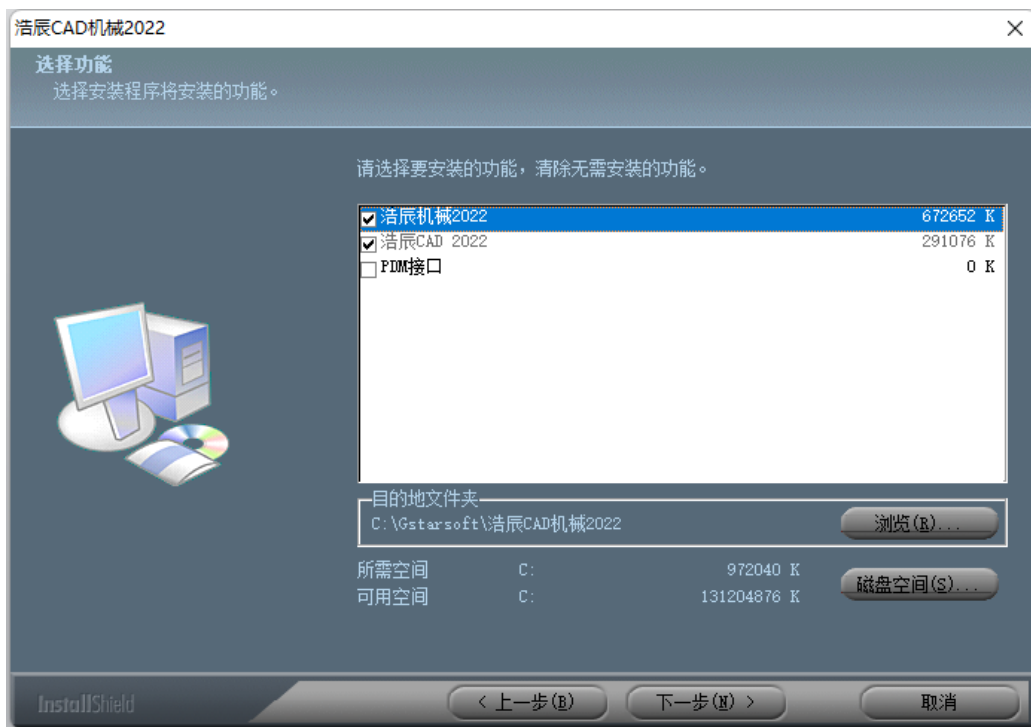 浩辰CAD机械2022
选择功能
选择安装程序将安装的功能。
请选择要安装的功能，清除无需安装的功能。
浩辰机械2022 672652 K
浩辰CAD 2022 291076 K
PDM接口 0 K
目的地文件夹
C:\Gstarsoft\浩辰CAD机械2022 浏览(R)...
所需空间 C: 972040 K
磁盘空间(S)...
可用空间 C: 131204876 K
InstallShield < 上一步(B) 下一步(N) > 取消